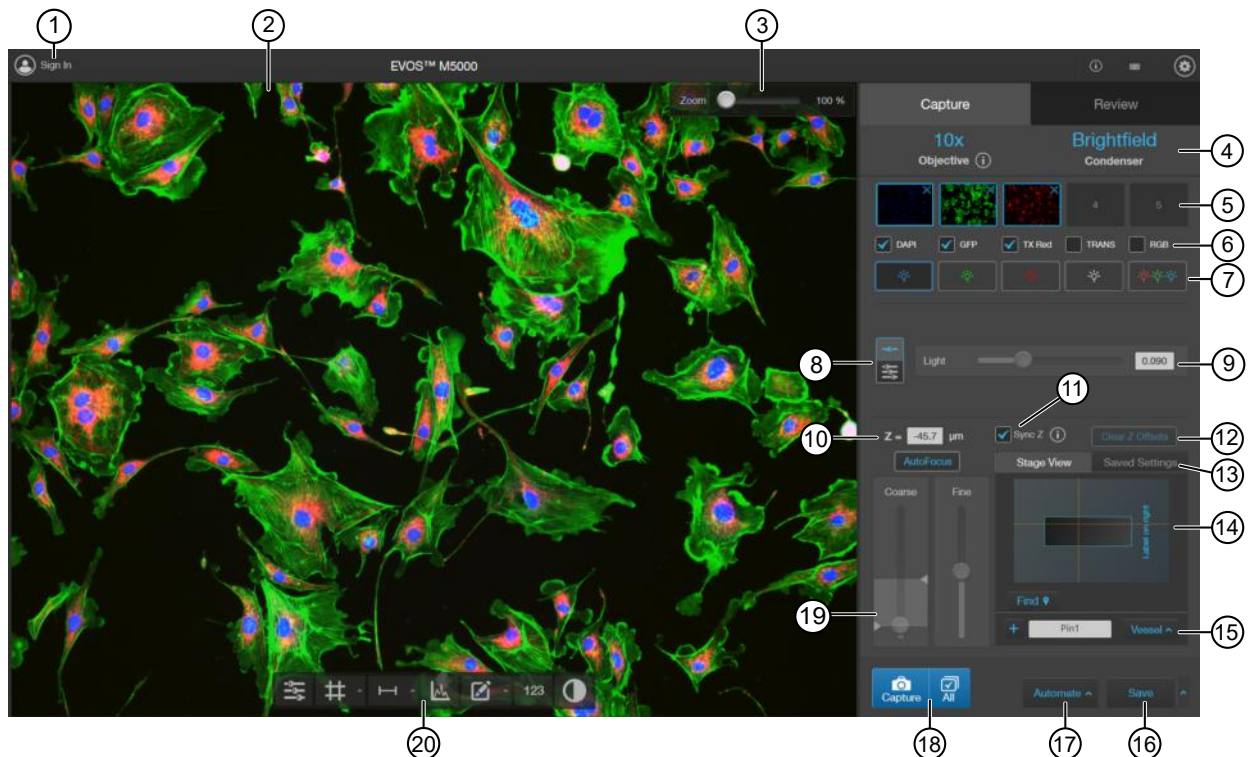 1
2
3
Sign In
EVOS™ M5000
Zoom 100 %
Capture Review
10x Brightfield
Objective Condenser
4
4 5
5
DAPI GFP TX Red TRANS RGB
6
7
8
Light 0.090
9
11
10
Z = -45.7 µm
Sync Z
Clear Z Offsets
12
AutoFocus
Stage View Saved Settings
13
Coarse Fine
Label on right
14
Find
19
+ Pin1 Vessel
15
123
Capture All
Automate Save
20
18
17
16